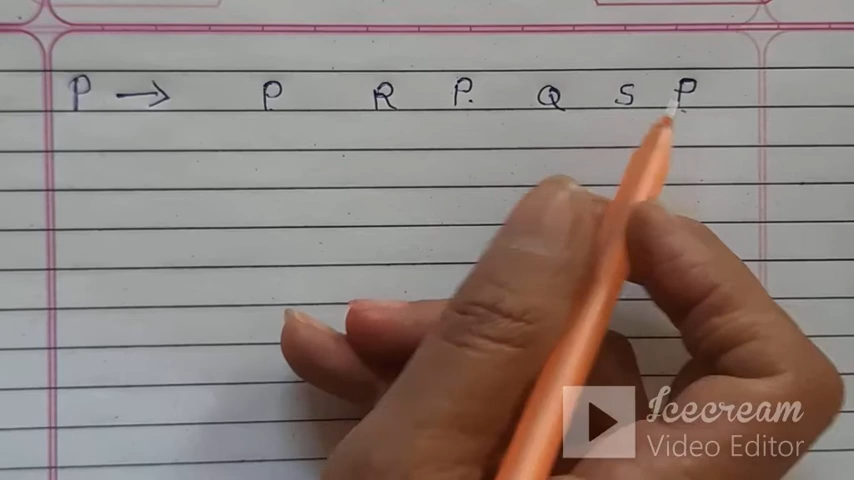 P → P R P. Q S P
Icecream
Video Editor